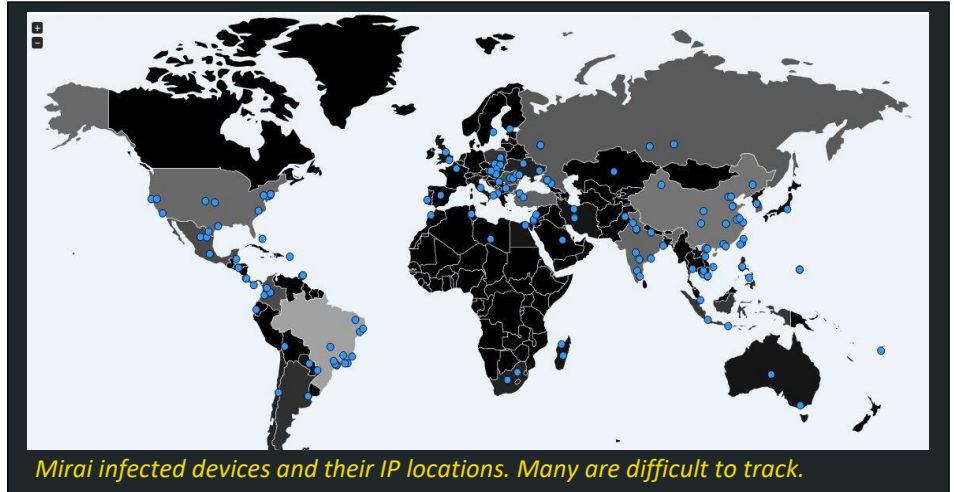 +
−
Mirai infected devices and their IP locations. Many are difficult to track.